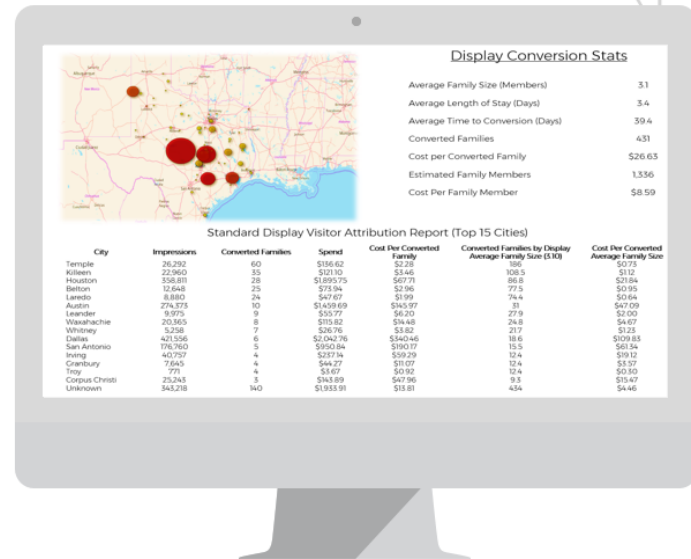 Display Conversion Stats
Average Family Size (Members) 3.1
Average Length of Stay (Days) 3.4
Average Time to Conversion (Days) 39.4
Converted Families 431
Cost per Converted Family $26.63
Estimated Family Members 1,336
Cost Per Family Member $8.59
Standard Display Visitor Attribution Report (Top 15 Cities)
City Impressions Converted Families Spend Cost Per Converted Family Converted Families by Display Average Family Size (3.10) Cost Per Converted Average Family Size
Temple 26,292 60 $136.62 $2.28 186 $0.73
Killeen 22,960 35 $121.10 $3.46 108.5 $1.12
Houston 358,811 28 $1,895.75 $67.71 86.8 $21.84
Belton 12,648 25 $73.94 $2.96 77.5 $0.95
Laredo 8,880 24 $47.67 $1.99 74.4 $0.64
Austin 274,373 10 $1,459.69 $145.97 31 $47.09
Leander 9,975 9 $55.77 $6.20 27.9 $2.00
Waxahachie 20,365 8 $115.82 $14.48 24.8 $4.67
Whitney 5,258 7 $26.76 $3.82 21.7 $1.23
Dallas 421,556 6 $2,042.76 $340.46 18.6 $109.83
San Antonio 176,760 5 $950.84 $190.17 15.5 $61.34
Irving 40,757 4 $237.14 $59.29 12.4 $19.12
Granbury 7,645 4 $44.27 $11.07 12.4 $3.57
Troy 771 4 $3.67 $0.92 12.4 $0.30
Corpus Christi 25,243 3 $143.89 $47.96 9.3 $15.47
Unknown 343,218 140 $1,933.91 $13.81 434 $4.46